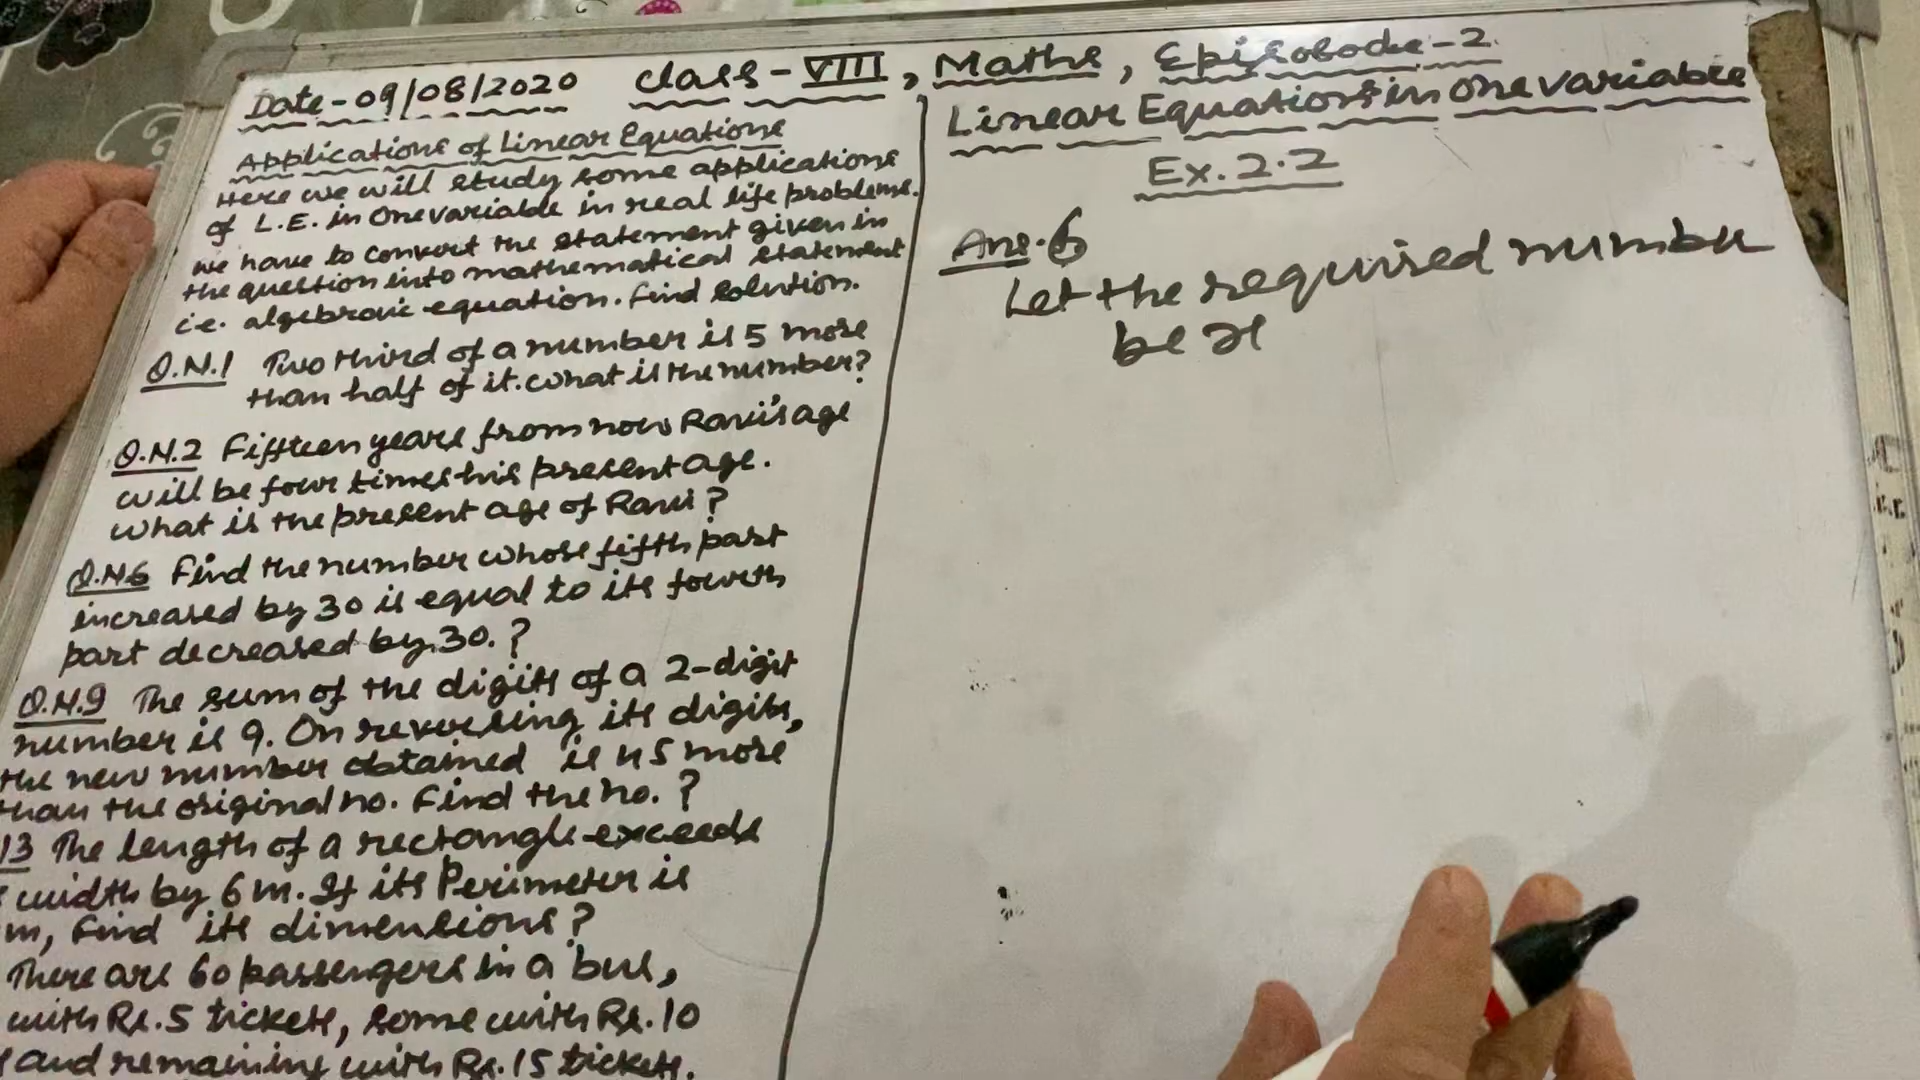 Date-09/08/2020 Class-VIII, Maths, Episobode-2
Applications of Linear Equations
Here we will study some applications
of L.E. in one variable in real life problems.
we have to convert the statement given in
the question into mathematical statement
i.e. algebraic equation. Find solution.
Q.N.1 Two third of a number is 5 more
than half of it. what is the number?
Q.N.2 Fifteen years from now Ravi's age
will be four times his present age.
what is the present age of Ravi?
Q.N.6 Find the number whose fifth part
increased by 30 is equal to its fourth
part decreased by 30.?
Q.N.9 The sum of the digits of a 2-digit
number is 9. On reversing its digits,
the new number obtained is 45 more
than the original no. Find the no.?
13 The length of a rectangle exceeds
width by 6 m. If its Perimeter is
m, find its dimensions?
There are 60 passengers in a bus,
with Rs.5 tickets, some with Rs.10
and remaining with Rs.15 tickets.
Linear Equations in One variable
Ex. 2.2
Ans. 6
Let the required number
be x